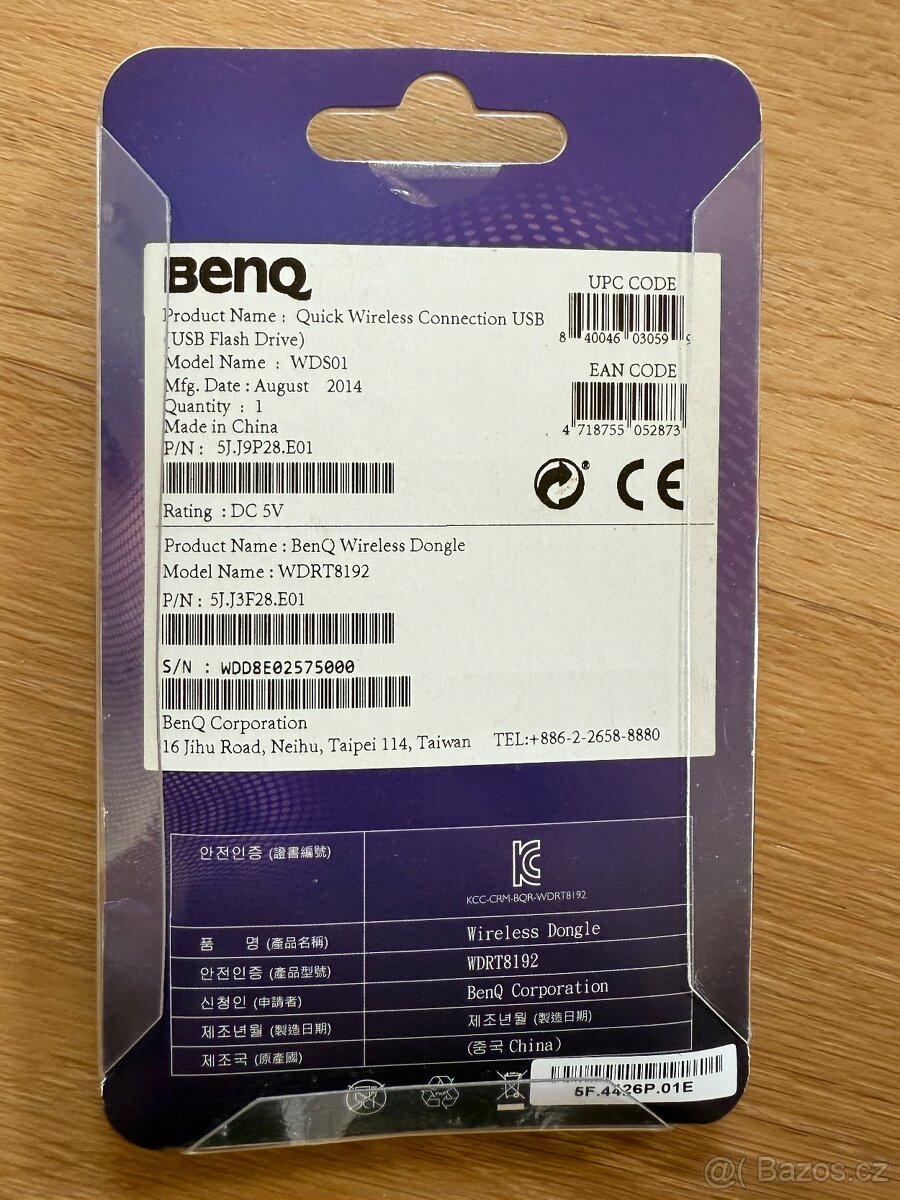 BenQ
Product Name : Quick Wireless Connection USB
(USB Flash Drive)
Model Name : WDS01
Mfg. Date : August 2014
Quantity : 1
Made in China
P/N : 5J.J9P28.E01
Rating : DC 5V
UPC CODE
8 40046 03059 9
EAN CODE
4 718755 052873
CE
Product Name : BenQ Wireless Dongle
Model Name : WDRT8192
P/N : 5J.J3F28.E01
S/N : WDD8E02575000
BenQ Corporation
16 Jihu Road, Neihu, Taipei 114, Taiwan TEL:+886-2-2658-8880
안전인증 (證書編號)
KCC-CRM-BQR-WDRT8192
품 명 (產品名稱) Wireless Dongle
안전인증 (產品型號) WDRT8192
신청인 (申請者) BenQ Corporation
제조년월 (製造日期) 제조년월 (製造日期)
제조국 (原產國) (중국 China)
5F.4426P.01E
@( Bazos.cz